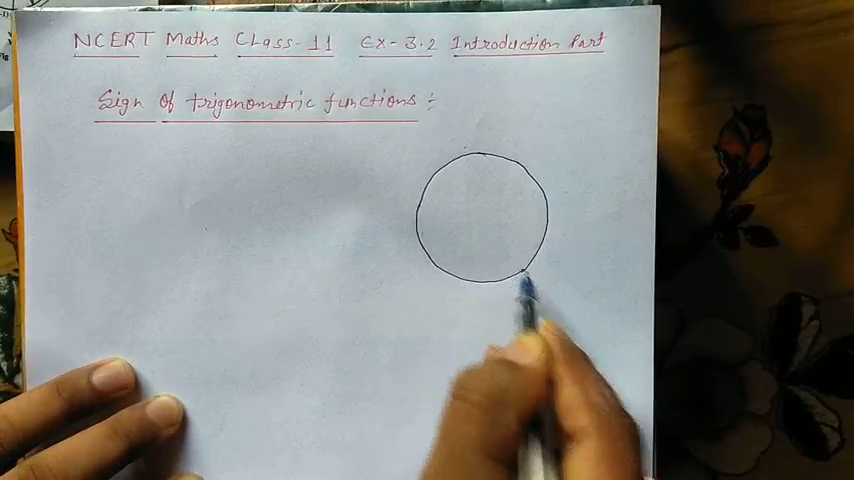 NCERT Maths Class-11 Ex-3.2 Introduction Part
Sign of trigonometric functions :-